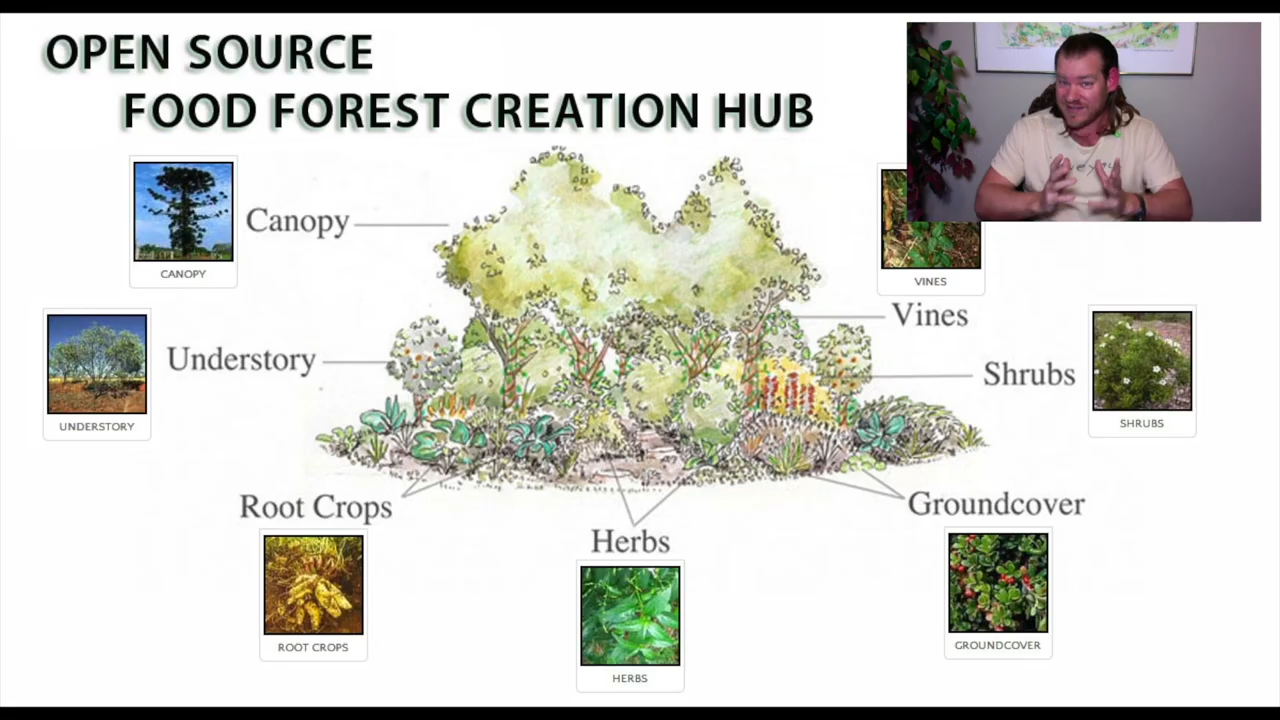 OPEN SOURCE
FOOD FOREST CREATION HUB
CANOPY
Canopy
VINES
Vines
UNDERSTORY
Understory
Shrubs
SHRUBS
Root Crops
ROOT CROPS
Herbs
HERBS
Groundcover
GROUNDCOVER